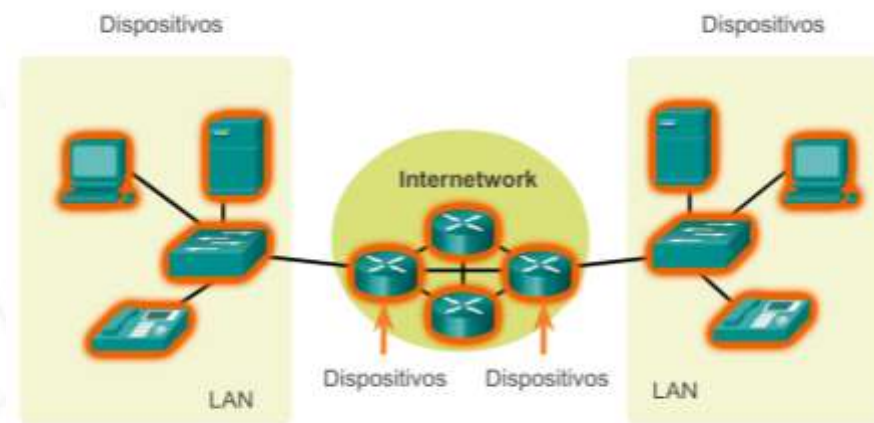 Dispositivos
Dispositivos
Internetwork
Dispositivos
Dispositivos
LAN
LAN